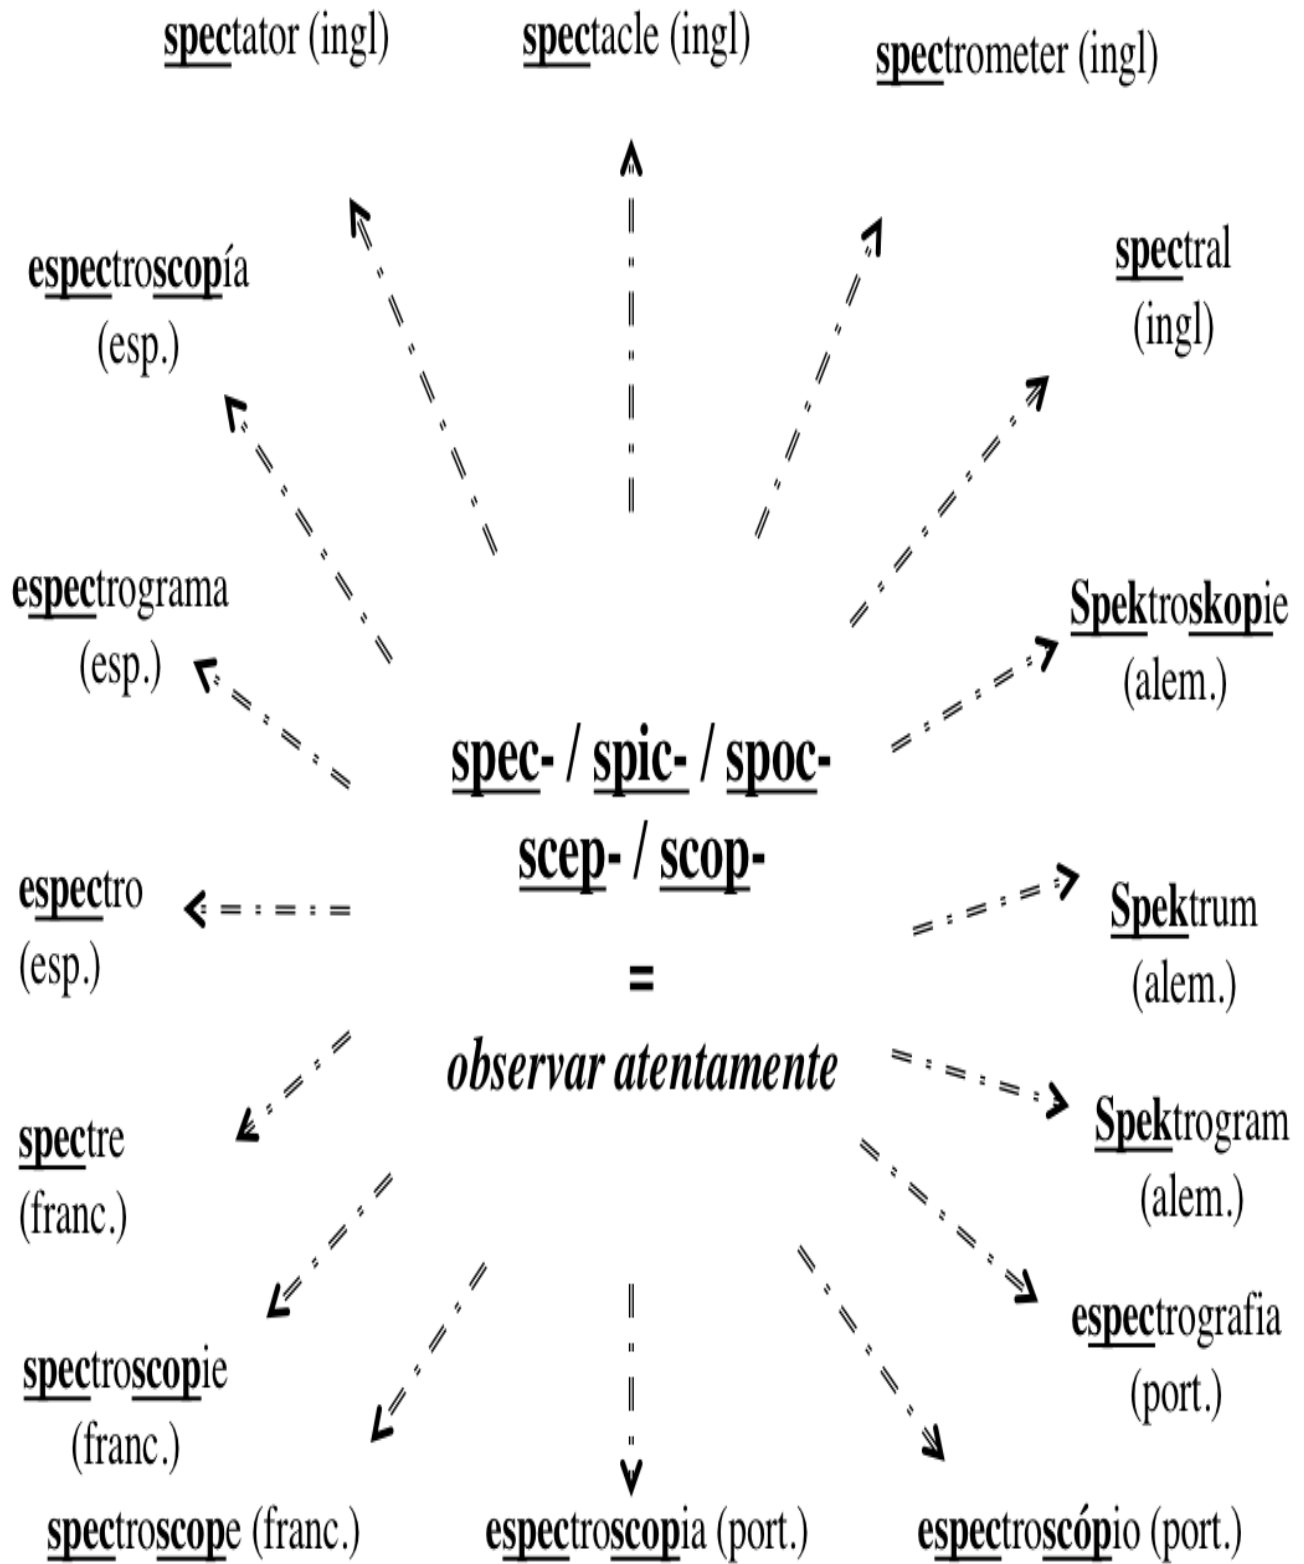 spectator (ingl)
spectacle (ingl)
spectrometer (ingl)
spectral
(ingl)
espectroscopía
(esp.)
espectrograma
(esp.)
Spektroskopie
(alem.)
spec- / spic- / spoc-
scep- / scop-
=
observar atentamente
espectro
(esp.)
Spektrum
(alem.)
spectre
(franc.)
Spektrogram
(alem.)
espectrografia
(port.)
spectroscopie
(franc.)
spectroscope (franc.)
espectroscopia (port.)
espectroscópio (port.)